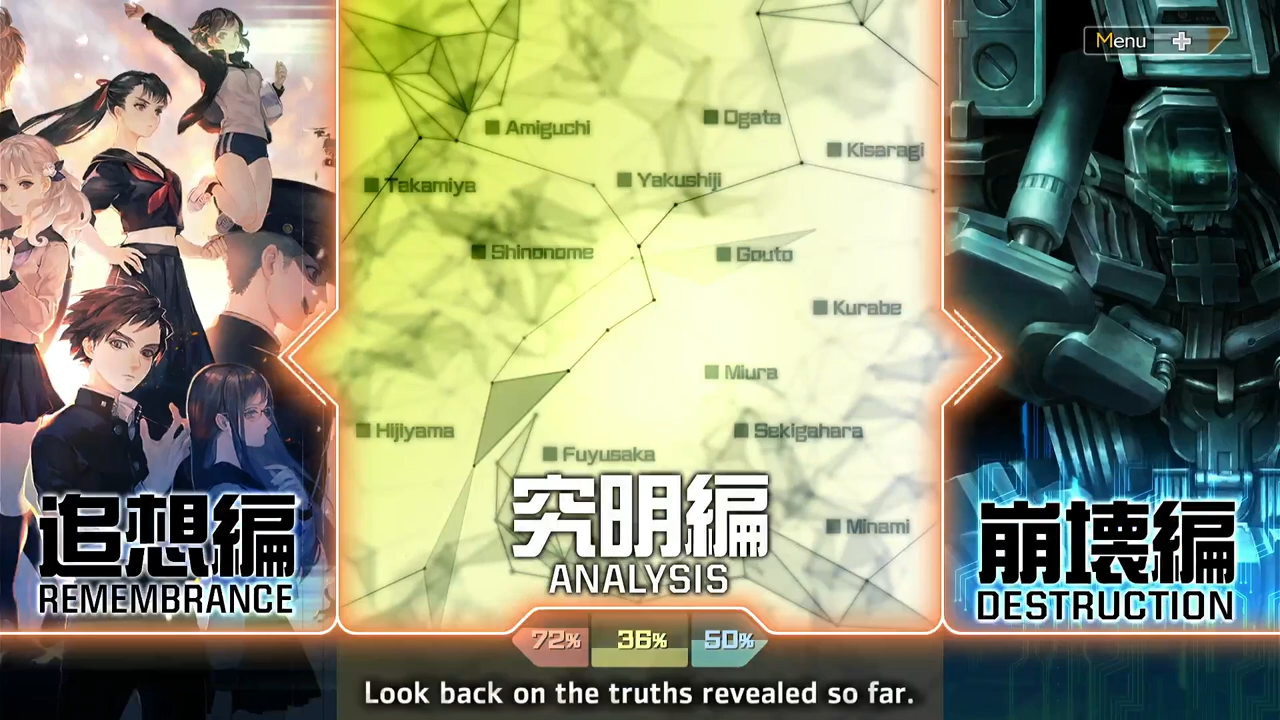 Menu
Amiguchi
Ogata
Kisaragi
Takamiya
Yakushiji
Shinonome
Gouto
Kurabe
Miura
Hijiyama
Sekigahara
Fuyusaka
Minami
追想編
REMEMBRANCE
究明編
ANALYSIS
崩壊編
DESTRUCTION
72%
36%
50%
Look back on the truths revealed so far.